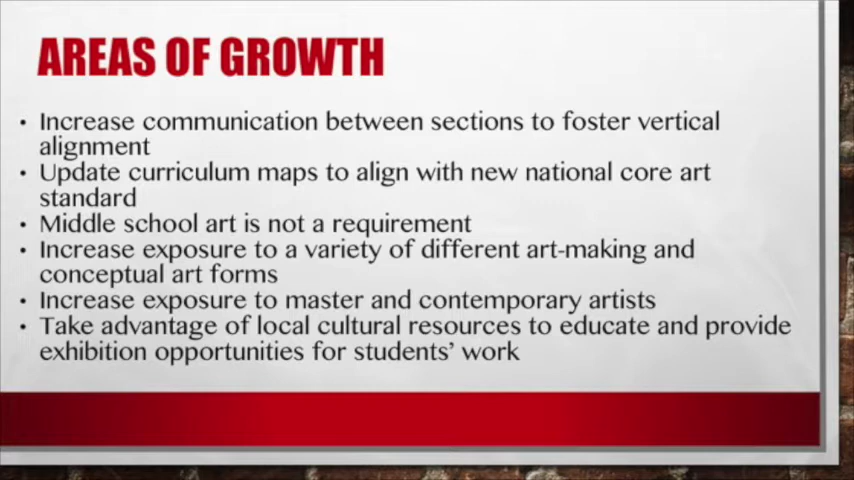 AREAS OF GROWTH
• Increase communication between sections to foster vertical
alignment
• Update curriculum maps to align with new national core art
standard
• Middle school art is not a requirement
• Increase exposure to a variety of different art-making and
conceptual art forms
• Increase exposure to master and contemporary artists
• Take advantage of local cultural resources to educate and provide
exhibition opportunities for students’ work